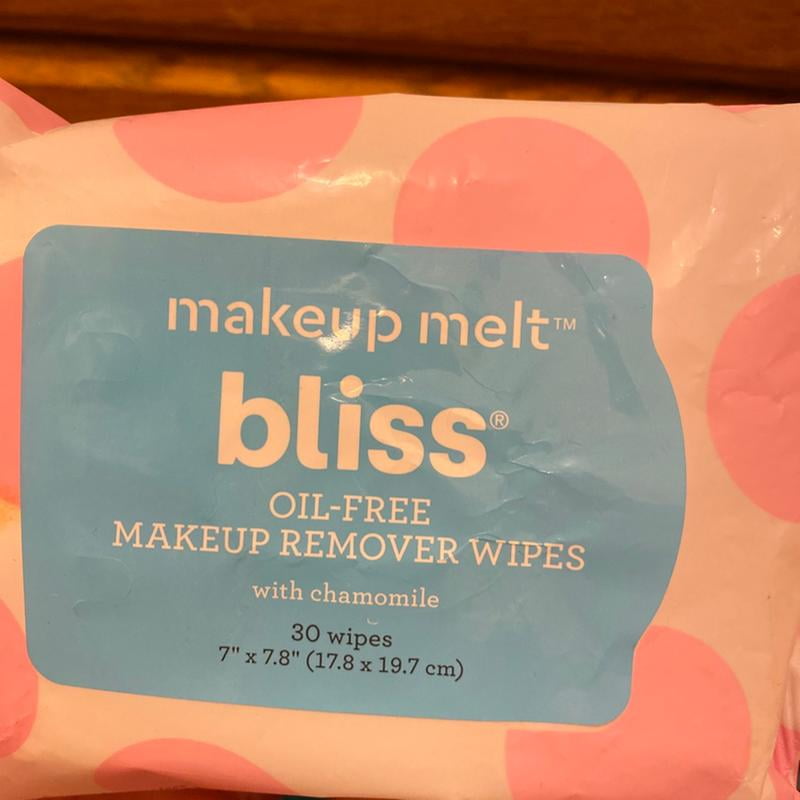 makeup melt™
bliss®
OIL-FREE
MAKEUP REMOVER WIPES
with chamomile
30 wipes
7" x 7.8" (17.8 x 19.7 cm)